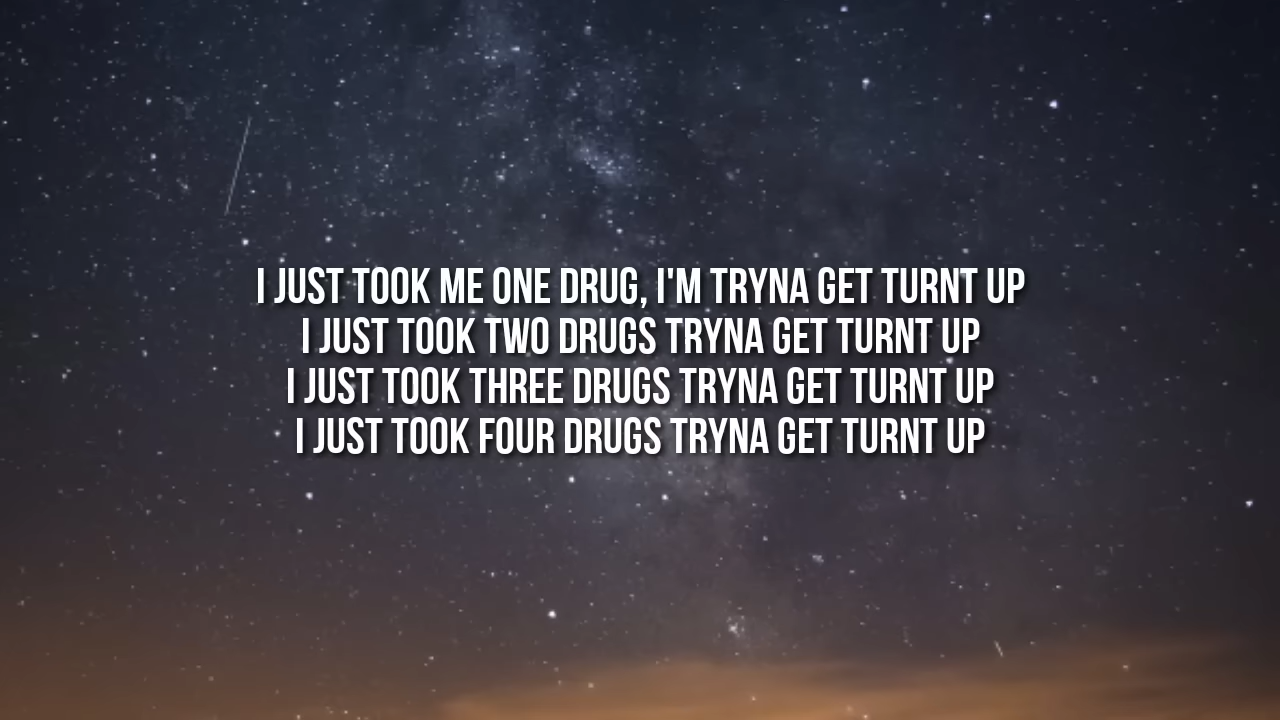 I JUST TOOK ME ONE DRUG, I'M TRYNA GET TURNT UP
I JUST TOOK TWO DRUGS TRYNA GET TURNT UP
I JUST TOOK THREE DRUGS TRYNA GET TURNT UP
I JUST TOOK FOUR DRUGS TRYNA GET TURNT UP